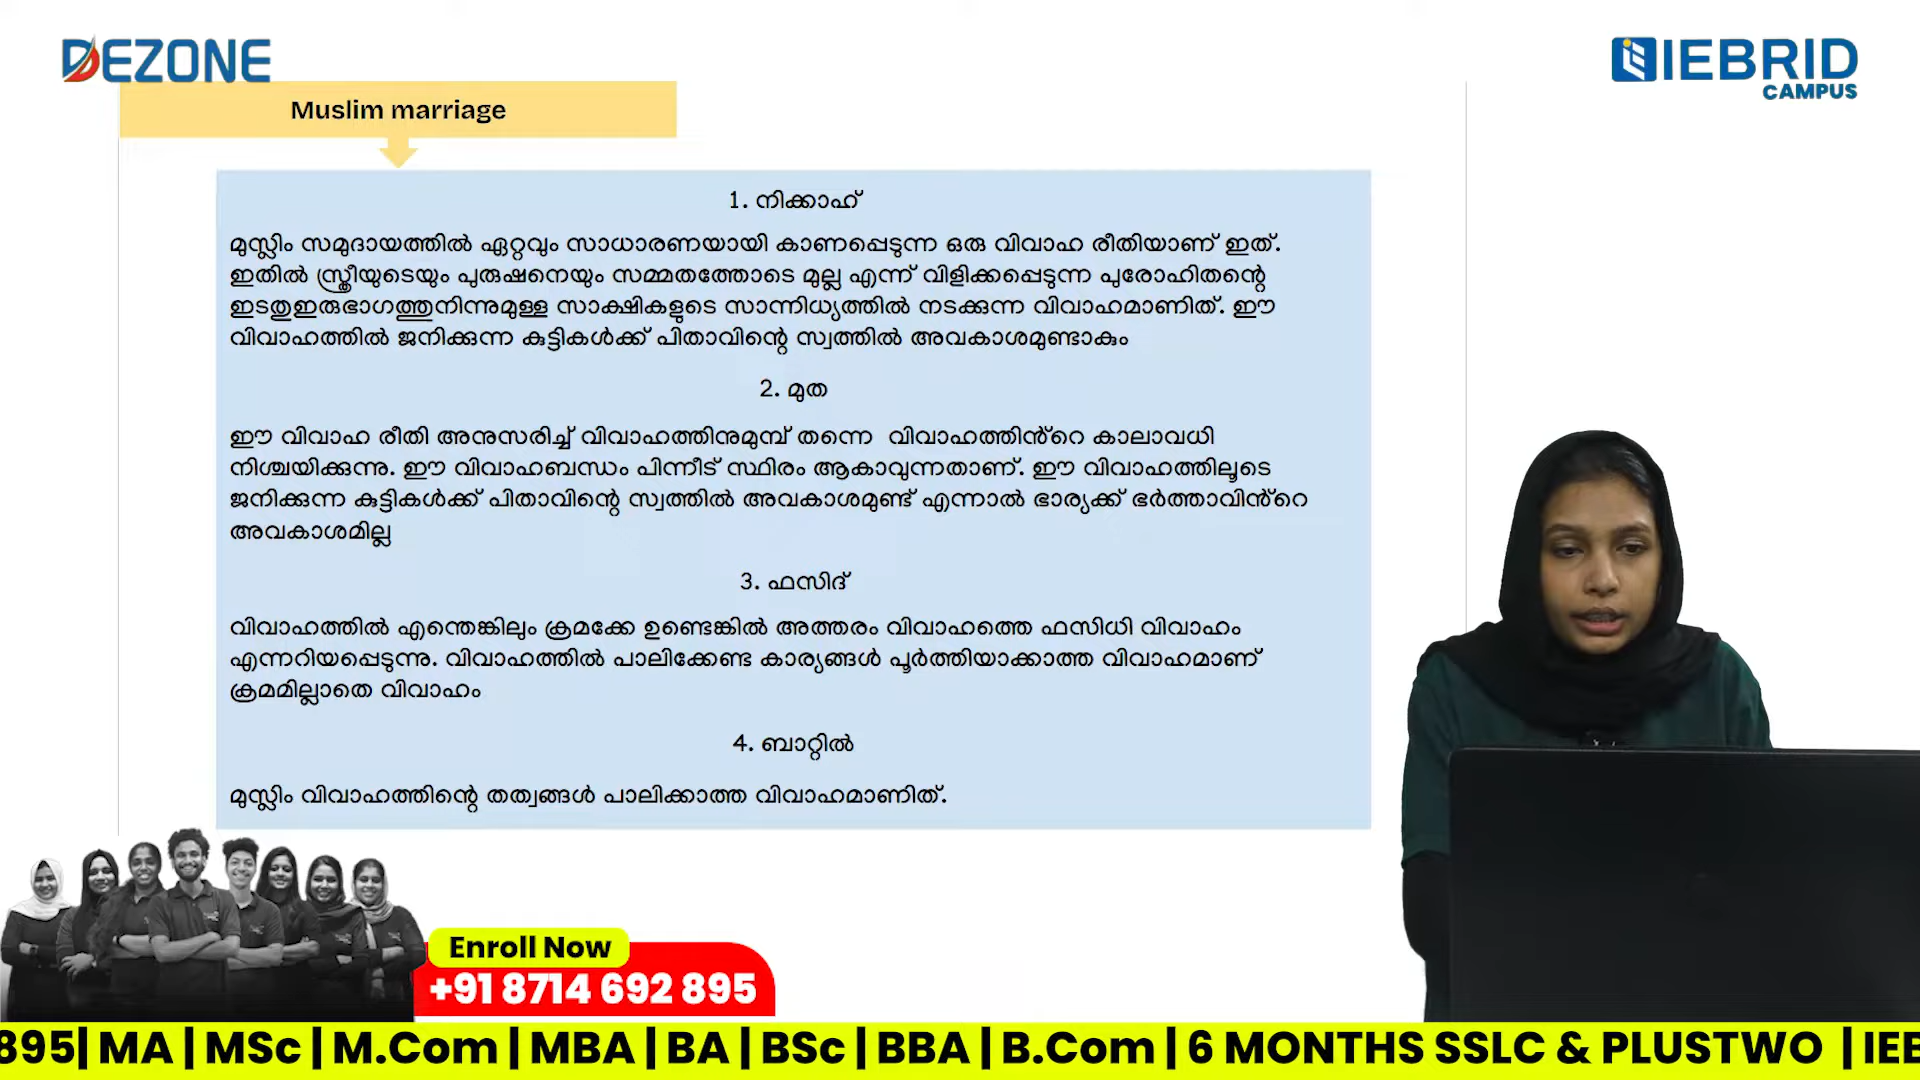 DEZONE
IEBRID
CAMPUS
Muslim marriage
1. നിക്കാഹ്
മുസ്ലിം സമുദായത്തിൽ ഏറ്റവും സാധാരണയായി കാണപ്പെടുന്ന ഒരു വിവാഹ രീതിയാണ് ഇത്.
ഇതിൽ സ്ത്രീയുടെയും പുരുഷനെയും സമ്മതത്തോടെ മുല്ല എന്ന് വിളിക്കപ്പെടുന്ന പുരോഹിതന്റെ
ഇടതുഇരുഭാഗത്തുനിന്നുമുള്ള സാക്ഷികളുടെ സാന്നിധ്യത്തിൽ നടക്കുന്ന വിവാഹമാണിത്. ഈ
വിവാഹത്തിൽ ജനിക്കുന്ന കുട്ടികൾക്ക് പിതാവിന്റെ സ്വത്തിൽ അവകാശമുണ്ടാകും
2. മുത
ഈ വിവാഹ രീതി അനുസരിച്ച് വിവാഹത്തിനുമുമ്പ് തന്നെ വിവാഹത്തിൻ്റെ കാലാവധി
നിശ്ചയിക്കുന്നു. ഈ വിവാഹബന്ധം പിന്നീട് സ്ഥിരം ആകാവുന്നതാണ്. ഈ വിവാഹത്തിലൂടെ
ജനിക്കുന്ന കുട്ടികൾക്ക് പിതാവിന്റെ സ്വത്തിൽ അവകാശമുണ്ട് എന്നാൽ ഭാര്യക്ക് ഭർത്താവിൻ്റെ
അവകാശമില്ല
3. ഫസിദ്
വിവാഹത്തിൽ എന്തെങ്കിലും ക്രമക്കേ ഉണ്ടെങ്കിൽ അത്തരം വിവാഹത്തെ ഫസിധി വിവാഹം
എന്നറിയപ്പെടുന്നു. വിവാഹത്തിൽ പാലിക്കേണ്ട കാര്യങ്ങൾ പൂർത്തിയാക്കാത്ത വിവാഹമാണ്
ക്രമമില്ലാതെ വിവാഹം
4. ബാറ്റിൽ
മുസ്ലിം വിവാഹത്തിന്റെ തത്വങ്ങൾ പാലിക്കാത്ത വിവാഹമാണിത്.
Enroll Now
+91 8714 692 895
895| MA | MSc | M.Com | MBA | BA | BSc | BBA | B.Com | 6 MONTHS SSLC & PLUSTWO | IEB